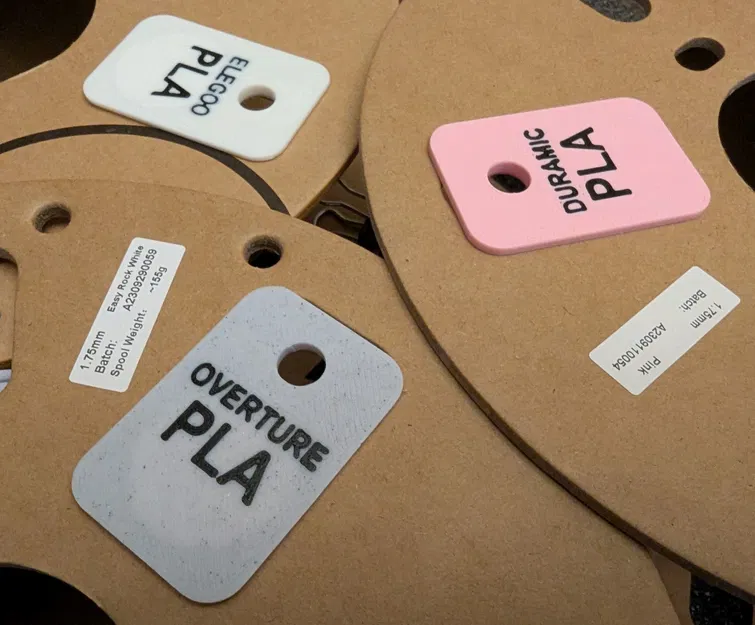 ELEGOO
PLA
DURAMIC
PLA
1.75mm Easy Rock White
Batch: A2309290059
Spool Weight: ~155g
OVERTURE
PLA
1.75mm Pink
Batch: A2309110054